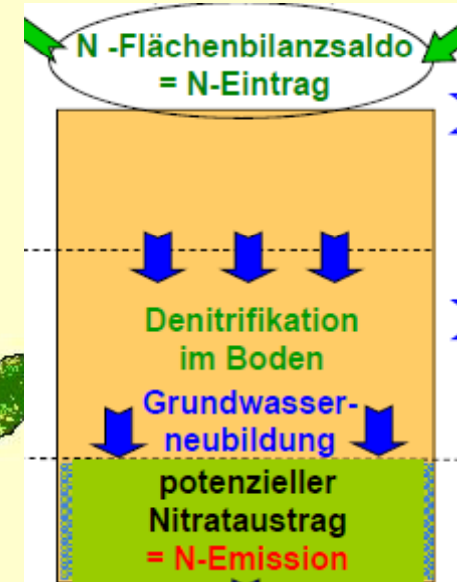 N -Flächenbilanzsaldo
= N-Eintrag
Denitrifikation
im Boden
Grundwasser-
neubildung
potenzieller
Nitrataustrag
= N-Emission